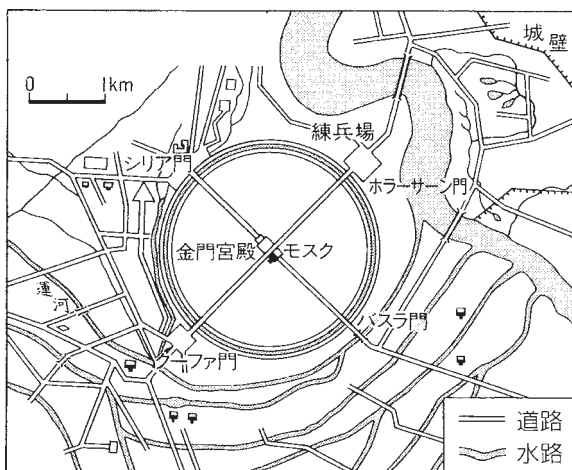 城壁
0 1km
練兵場
シリア門
ホラーサーン門
金門宮殿
モスク
運河
バスラ門
クーファ門
道路
水路